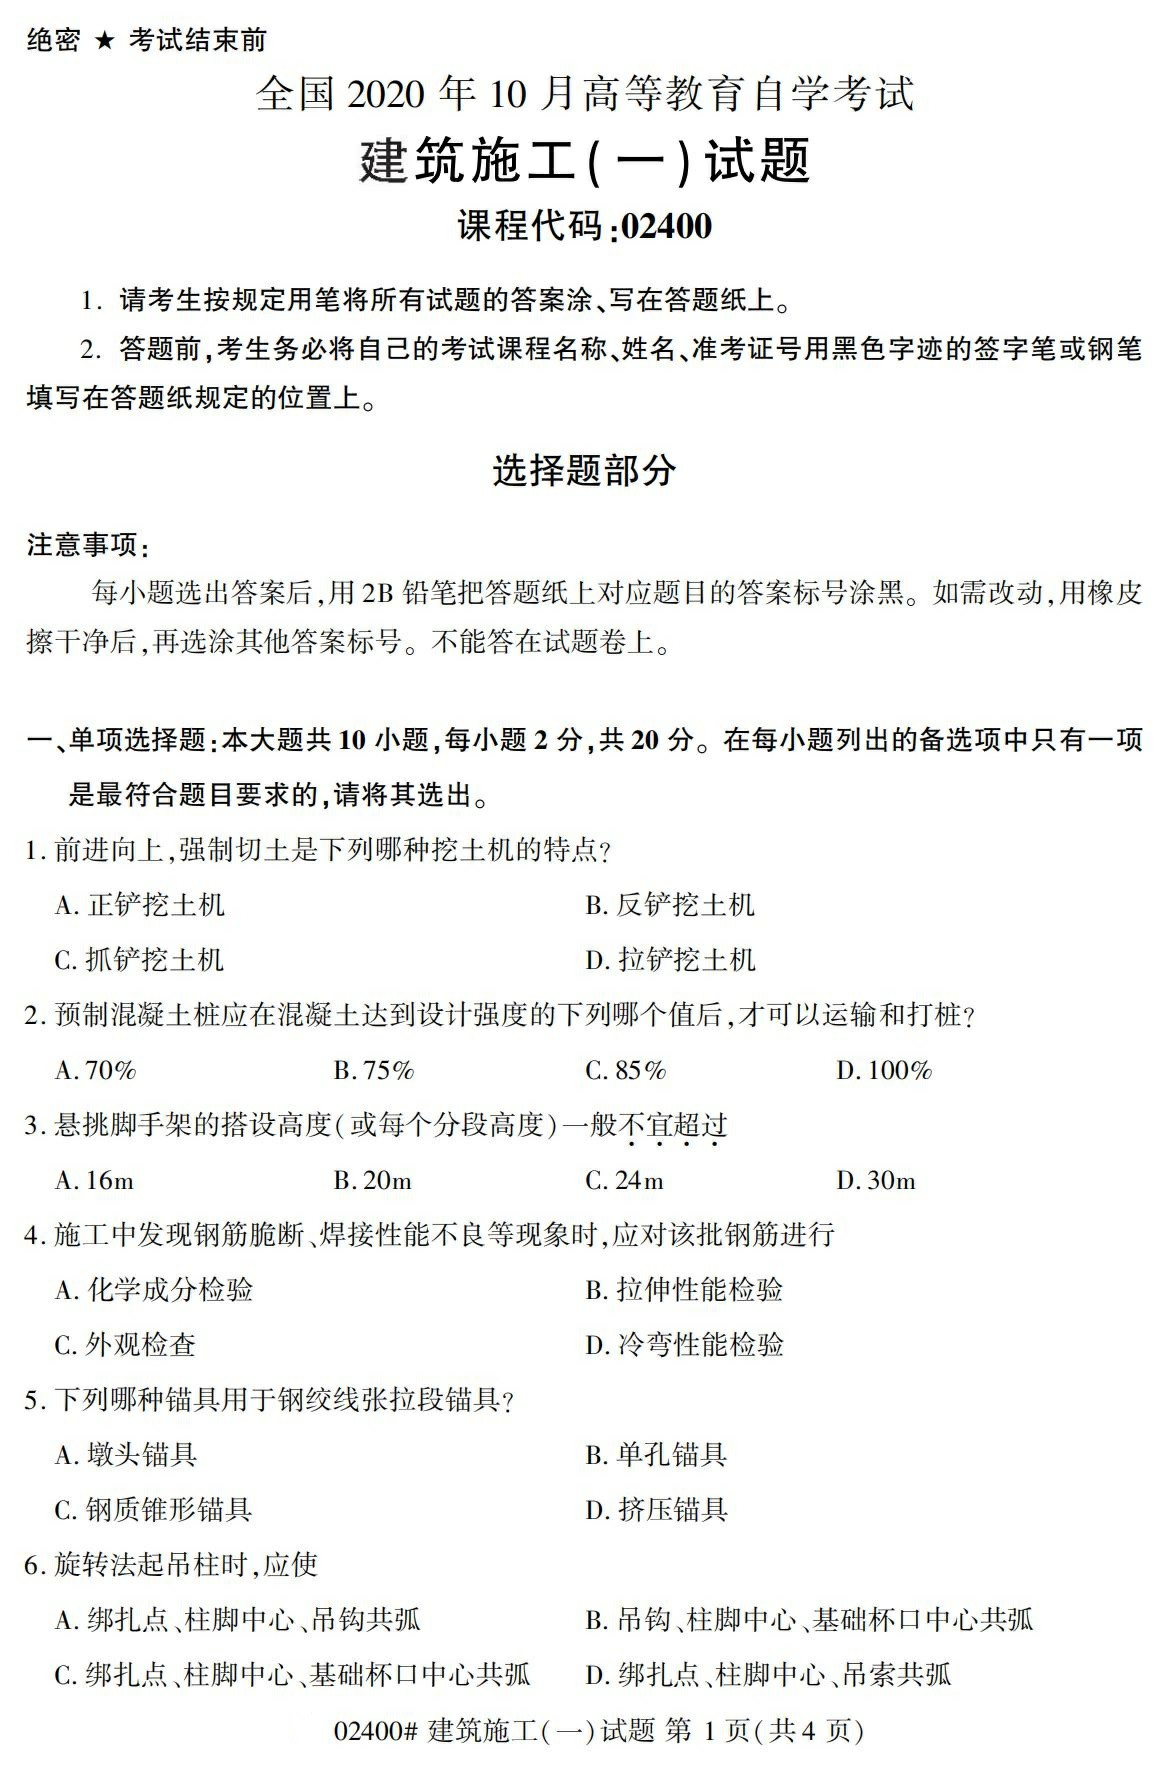 绝密 ★ 考试结束前
全国 2020 年 10 月高等教育自学考试
建筑施工(一)试题
课程代码:02400
1. 请考生按规定用笔将所有试题的答案涂、写在答题纸上。
2. 答题前,考生务必将自己的考试课程名称、姓名、准考证号用黑色字迹的签字笔或钢笔
填写在答题纸规定的位置上。
选择题部分
注意事项:
每小题选出答案后,用 2B 铅笔把答题纸上对应题目的答案标号涂黑。如需改动,用橡皮
擦干净后,再选涂其他答案标号。不能答在试题卷上。
一、单项选择题:本大题共 10 小题,每小题 2 分,共 20 分。在每小题列出的备选项中只有一项
是最符合题目要求的,请将其选出。
1. 前进向上,强制切土是下列哪种挖土机的特点?
A. 正铲挖土机 B. 反铲挖土机
C. 抓铲挖土机 D. 拉铲挖土机
2. 预制混凝土桩应在混凝土达到设计强度的下列哪个值后,才可以运输和打桩?
A. 70% B. 75% C. 85% D. 100%
3. 悬挑脚手架的搭设高度(或每个分段高度)一般不宜超过
A. 16m B. 20m C. 24m D. 30m
4. 施工中发现钢筋脆断、焊接性能不良等现象时,应对该批钢筋进行
A. 化学成分检验 B. 拉伸性能检验
C. 外观检查 D. 冷弯性能检验
5. 下列哪种锚具用于钢绞线张拉段锚具?
A. 墩头锚具 B. 单孔锚具
C. 钢质锥形锚具 D. 挤压锚具
6. 旋转法起吊柱时,应使
A. 绑扎点、柱脚中心、吊钩共弧 B. 吊钩、柱脚中心、基础杯口中心共弧
C. 绑扎点、柱脚中心、基础杯口中心共弧 D. 绑扎点、柱脚中心、吊索共弧
02400# 建筑施工(一)试题 第 1 页(共 4 页)